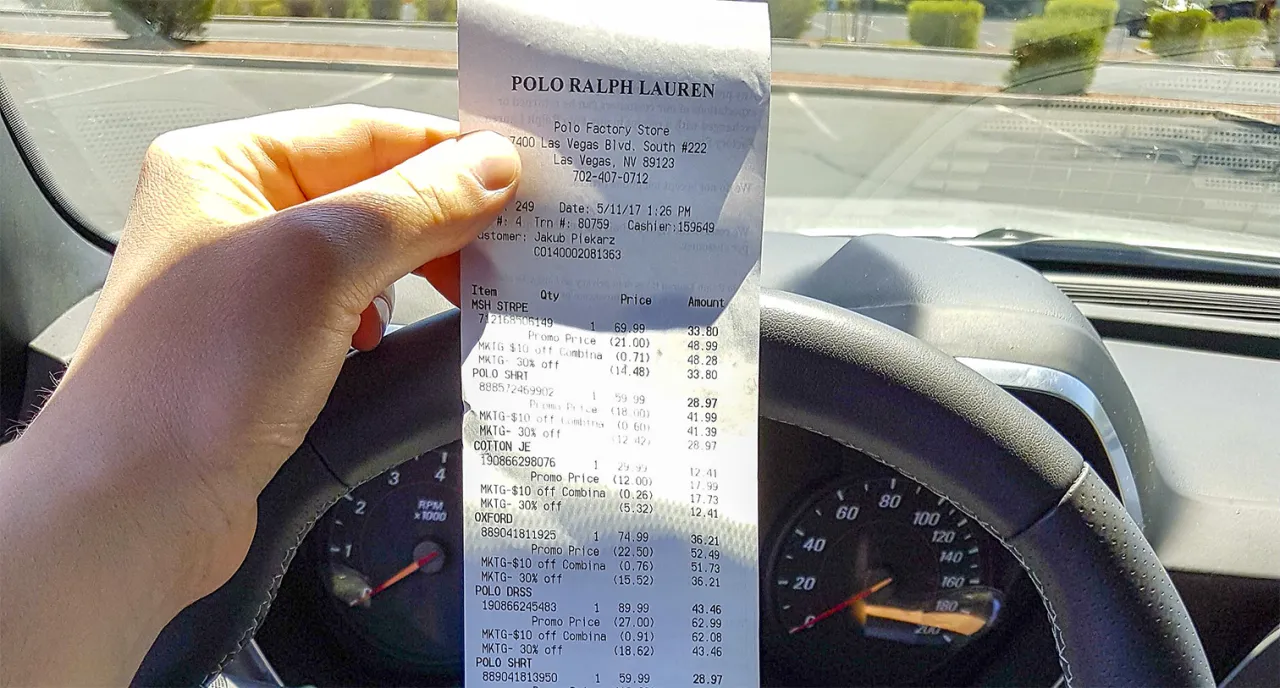 POLO RALPH LAUREN
Polo Factory Store
7400 Las Vegas Blvd. South #222
Las Vegas, NV 89123
702-407-0712
249 Date: 5/11/17 1:26 PM
#: 4 Trn #: 80759 Cashier:159649
ustomer: Jakub Piekarz
CO140002081363
Item Qty Price Amount
MSH STRPE
712168506149 1 69.99 33.80
Promo Price (21.00) 48.99
MKTG $10 off Combina (0.71) 48.28
MKTG- 30% off (14.48) 33.80
POLO SHRT
888572469902 1 59.99 28.97
Promo Price (18.00) 41.99
MKTG-$10 off Combina (0.60) 41.39
MKTG- 30% off (12.42) 28.97
COTTON JE
190866298076 1 29.99 12.41
Promo Price (12.00) 17.99
MKTG-$10 off Combina (0.26) 17.73
MKTG- 30% off (5.32) 12.41
OXFORD
889041811925 1 74.99 36.21
Promo Price (22.50) 52.49
MKTG-$10 off Combina (0.76) 51.73
MKTG- 30% off (15.52) 36.21
POLO DRSS
190866245483 1 89.99 43.46
Promo Price (27.00) 62.99
MKTG-$10 off Combina (0.91) 62.08
MKTG- 30% off (18.62) 43.46
POLO SHRT
889041813950 1 59.99 28.97
1 2 3 4
RPM
x1000
0 20 40 60 80 100 120 140 160 180 200